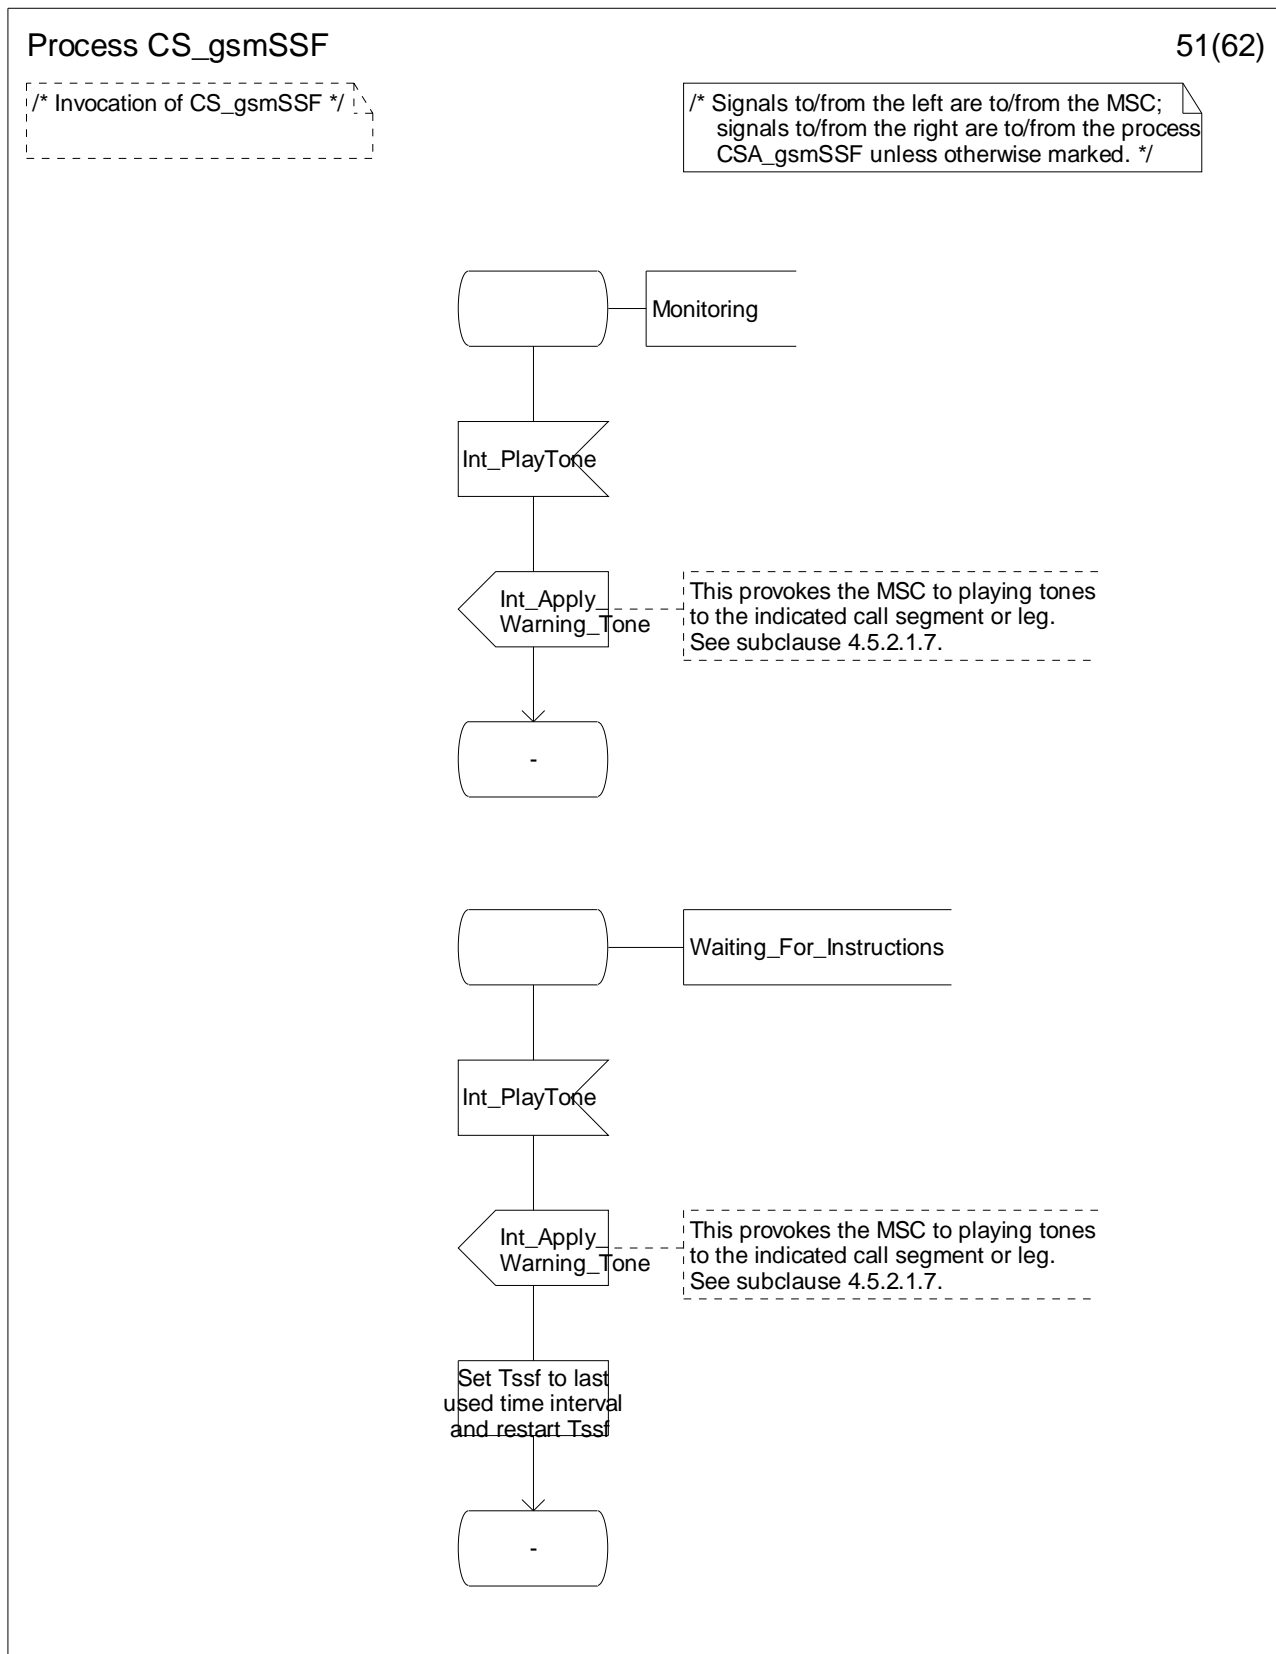 Process CS_gsmSSF
51(62)
/* Invocation of CS_gsmSSF */
/* Signals to/from the left are to/from the MSC;
signals to/from the right are to/from the process
CSA_gsmSSF unless otherwise marked. */
Monitoring
Int_PlayTone
Int_Apply_
Warning_Tone
This provokes the MSC to playing tones
to the indicated call segment or leg.
See subclause 4.5.2.1.7.
-
Waiting_For_Instructions
Int_PlayTone
Int_Apply_
Warning_Tone
This provokes the MSC to playing tones
to the indicated call segment or leg.
See subclause 4.5.2.1.7.
Set Tssf to last
used time interval
and restart Tssf
-